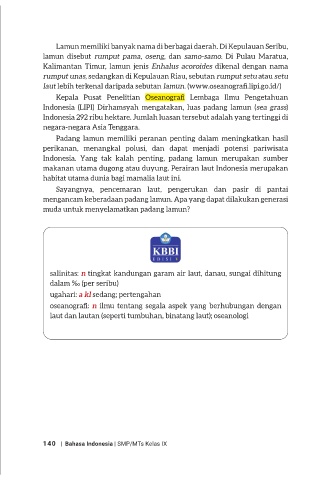 Lamun memiliki banyak nama di berbagai daerah. Di Kepulauan Seribu,
lamun disebut rumput pama, oseng, dan samo-samo. Di Pulau Maratua,
Kalimantan Timur, lamun jenis Enhalus acoroides dikenal dengan nama
rumput unas, sedangkan di Kepulauan Riau, sebutan rumput setu atau setu
laut lebih terkenal daripada sebutan lamun. (www.oseanografi.lipi.go.id/)
Kepala Pusat Penelitian Oseanografi Lembaga Ilmu Pengetahuan
Indonesia (LIPI) Dirhamsyah mengatakan, luas padang lamun (sea grass)
Indonesia 292 ribu hektare. Jumlah luasan tersebut adalah yang tertinggi di
negara-negara Asia Tenggara.
Padang lamun memiliki peranan penting dalam meningkatkan hasil
perikanan, menangkal polusi, dan dapat menjadi potensi pariwisata
Indonesia. Yang tak kalah penting, padang lamun merupakan sumber
makanan utama dugong atau duyung. Perairan laut Indonesia merupakan
habitat utama dunia bagi mamalia laut ini.
Sayangnya, pencemaran laut, pengerukan dan pasir di pantai
mengancam keberadaan padang lamun. Apa yang dapat dilakukan generasi
muda untuk menyelamatkan padang lamun?
KBBI
EDISI V
salinitas: n tingkat kandungan garam air laut, danau, sungai dihitung
dalam ‰ (per seribu)
ugahari: a kl sedang; pertengahan
oseanografi: n ilmu tentang segala aspek yang berhubungan dengan
laut dan lautan (seperti tumbuhan, binatang laut); oseanologi
140 | Bahasa Indonesia | SMP/MTs Kelas IX